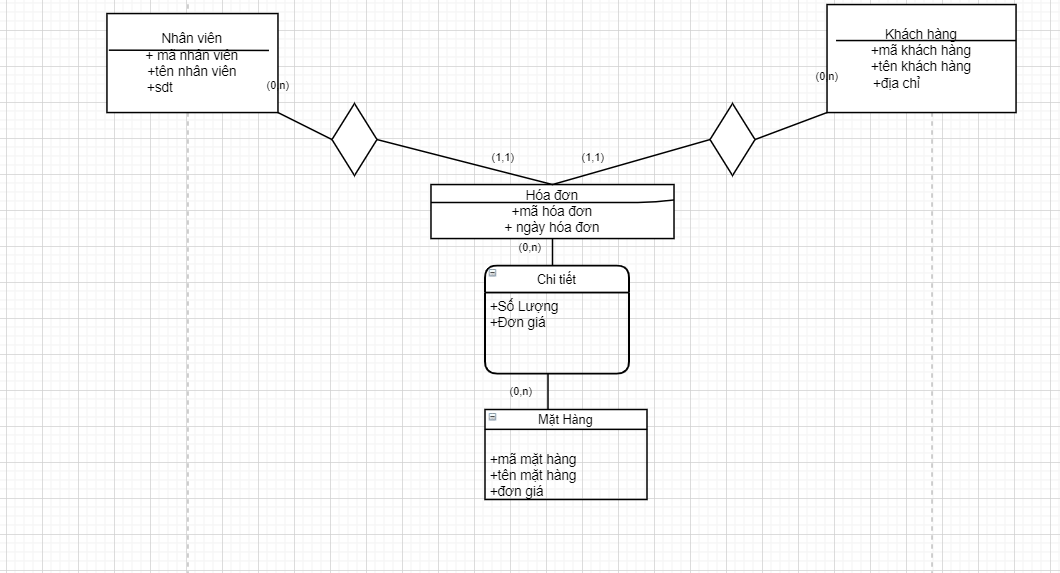 Nhân viên
+ mã nhân viên
+tên nhân viên
+sdt
(0,n)
Khách hàng
+mã khách hàng
+tên khách hàng
+địa chỉ
(0,n)
(1,1)
(1,1)
Hóa đơn
+mã hóa đơn
+ ngày hóa đơn
(0,n)
Chi tiết
+Số Lượng
+Đơn giá
(0,n)
Mặt Hàng
+mã mặt hàng
+tên mặt hàng
+đơn giá